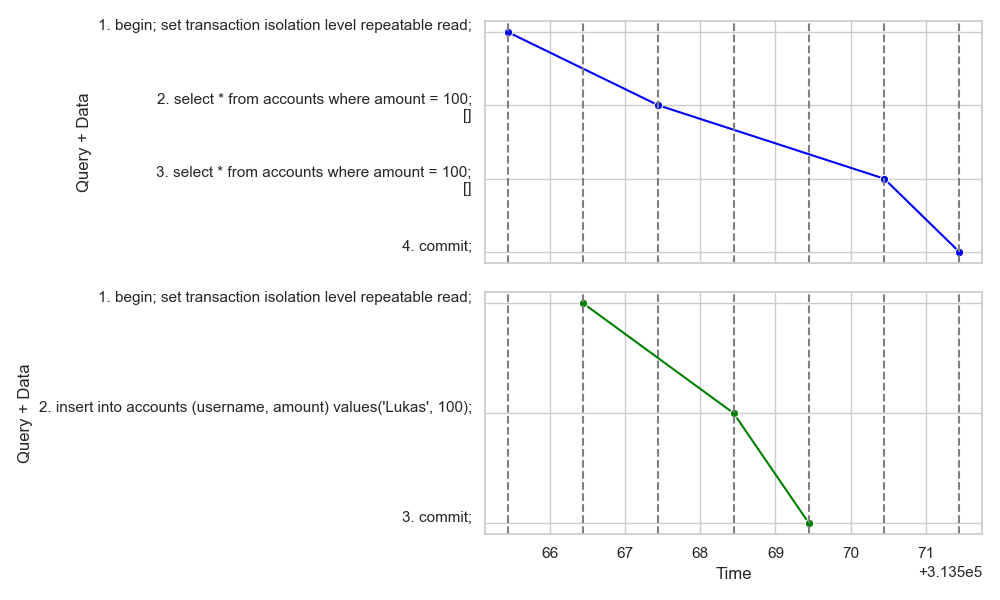 1. begin; set transaction isolation level repeatable read;
2. select * from accounts where amount = 100;
[]
3. select * from accounts where amount = 100;
[]
4. commit;
Query + Data
1. begin; set transaction isolation level repeatable read;
2. insert into accounts (username, amount) values('Lukas', 100);
3. commit;
Query + Data
66 67 68 69 70 71
+3.135e5
Time